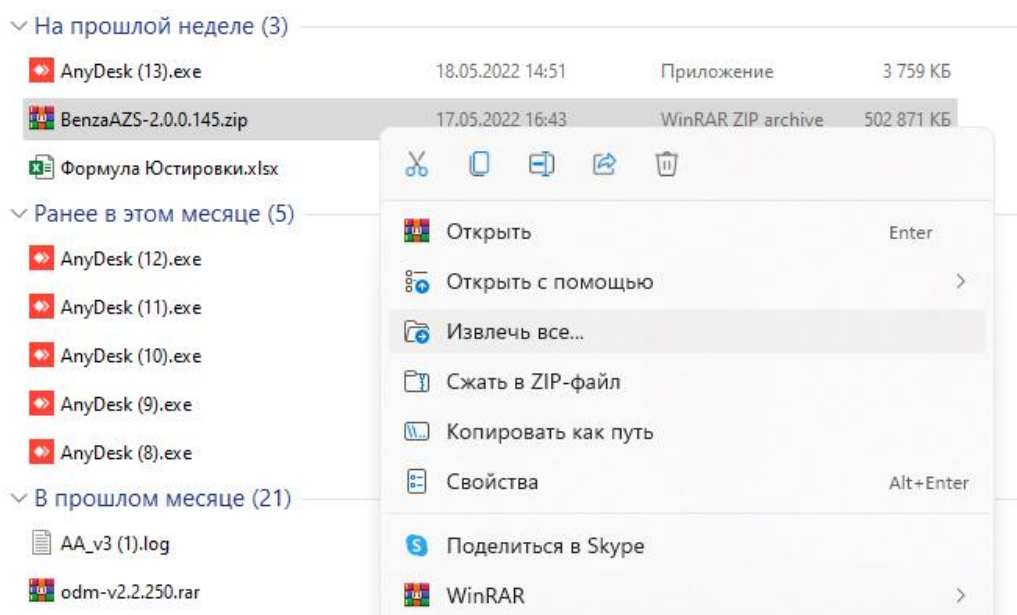 На прошлой неделе (3)
AnyDesk (13).exe 18.05.2022 14:51 Приложение 3 759 КБ
BenzaAZS-2.0.0.145.zip 17.05.2022 16:43 WinRAR ZIP archive 502 871 КБ
Формула Юстировки.xlsx
Ранее в этом месяце (5)
Открыть Enter
AnyDesk (12).exe
Открыть с помощью
AnyDesk (11).exe
Извлечь все...
AnyDesk (10).exe
Сжать в ZIP-файл
AnyDesk (9).exe
Копировать как путь
AnyDesk (8).exe
Свойства Alt+Enter
В прошлом месяце (21)
AA_v3 (1).log
Поделиться в Skype
odm-v2.2.250.rar
WinRAR